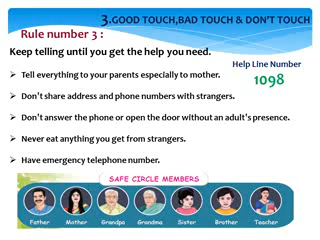 3.GOOD TOUCH,BAD TOUCH & DON'T TOUCH
Rule number 3 :
Keep telling until you get the help you need.
Help Line Number
1098
➢ Tell everything to your parents especially to mother.
➢ Don't share address and phone numbers with strangers.
➢ Don't answer the phone or open the door without an adult's presence.
➢ Never eat anything you get from strangers.
➢ Have emergency telephone number.
SAFE CIRCLE MEMBERS
Father Mother Grandpa Grandma Sister Brother Teacher